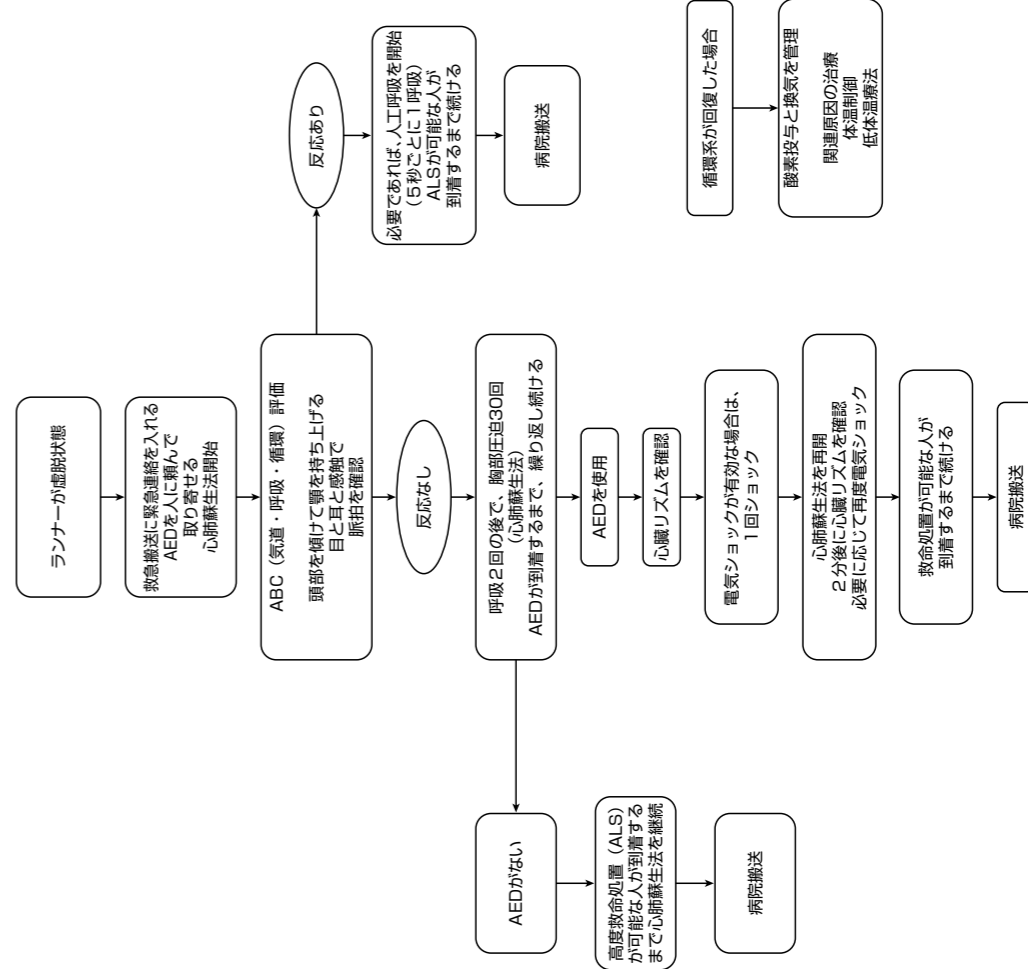 ランナーが虚脱状態
救急搬送に緊急連絡を入れる
AEDを人に頼んで
取り寄せる
心肺蘇生法開始
ABC（気道・呼吸・循環）評価
頭部を傾けて顎を持ち上げる
目と耳と感触で
脈拍を確認
反応あり
必要であれば、人工呼吸を開始
（5秒ごとに1呼吸）
ALSが可能な人が
到着するまで続ける
病院搬送
反応なし
呼吸2回の後で、胸部圧迫30回
（心肺蘇生法）
AEDが到着するまで、繰り返し続ける
AEDがない
高度救命処置（ALS）
が可能な人が到着する
まで心肺蘇生法を継続
病院搬送
AEDを使用
心臓リズムを確認
電気ショックが有効な場合は、
1回ショック
心肺蘇生法を再開
2分後に心臓リズムを確認
必要に応じて再度電気ショック
救命処置が可能な人が
到着するまで続ける
病院搬送
循環系が回復した場合
酸素投与と換気を管理
関連原因の治療
体温制御
低体温療法